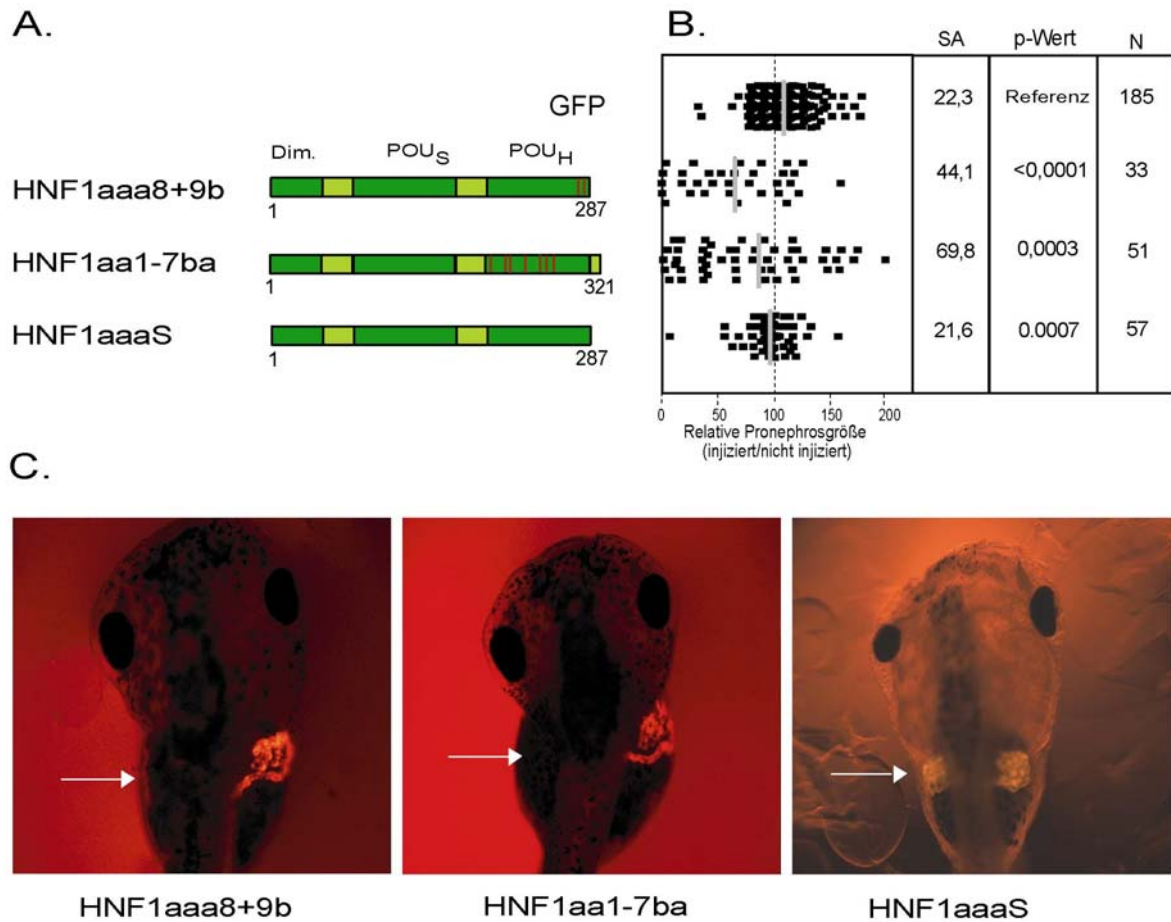 A.
B.
SA p-Wert N
GFP
Dim. POUS POUH
HNF1aaa8+9b
1 287
HNF1aa1-7ba
1 321
HNF1aaaS
1 287
22,3 Referenz 185
44,1 <0,0001 33
69,8 0,0003 51
21,6 0.0007 57
0 50 100 150 200
Relative Pronephrosgröße
(injiziert/nicht injiziert)
C.
HNF1aaa8+9b HNF1aa1-7ba HNF1aaaS